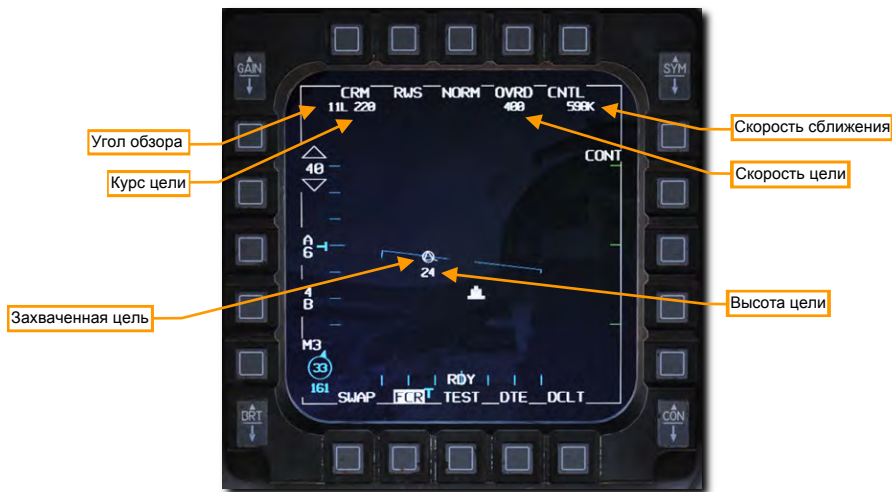 GAIN
SYM
CRM RWS NORM OVRD CNTL
11L 220 400 590K
Угол обзора
Скорость сближения
Курс цели
CONT
Скорость цели
40
A
6
24
Захваченная цель
Высота цели
4
B
M3
33
161
RDY
SWAP FCR T TEST DTE DCLT
BRT
CON